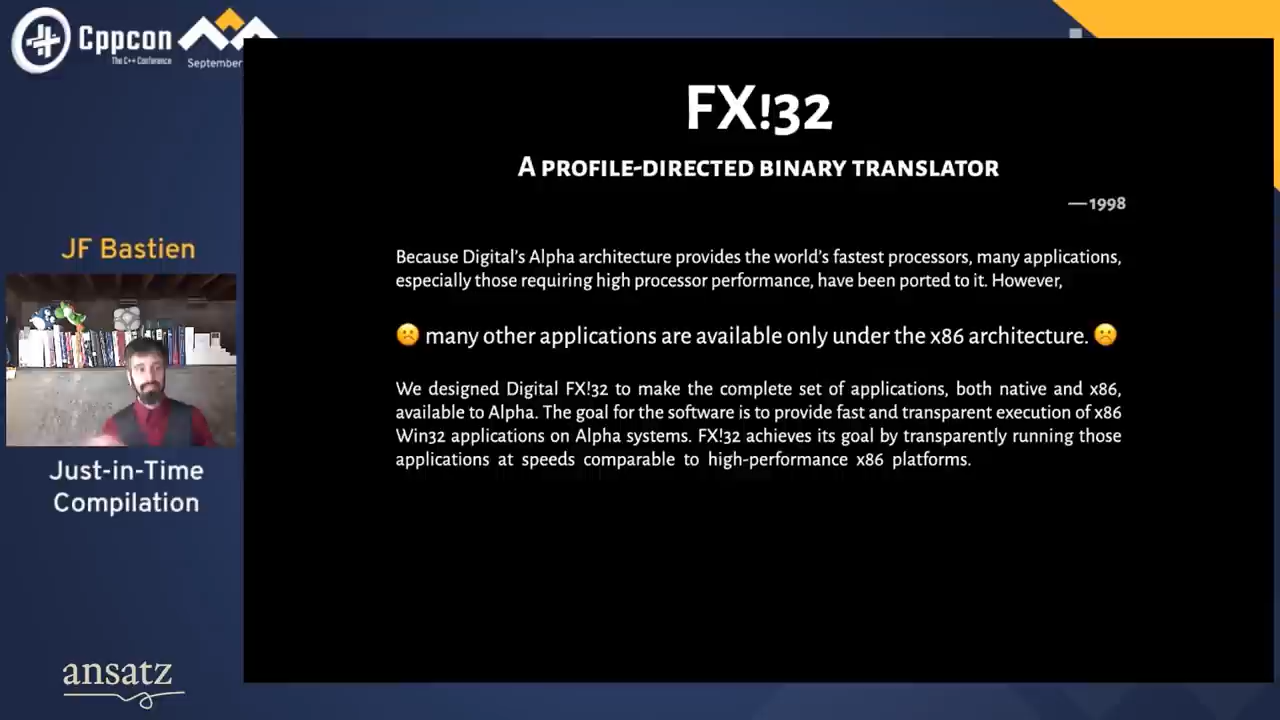 Cppcon
The C++ Conference
September
FX!32
A PROFILE-DIRECTED BINARY TRANSLATOR
—1998
Because Digital's Alpha architecture provides the world's fastest processors, many applications,
especially those requiring high processor performance, have been ported to it. However,
☹️ many other applications are available only under the x86 architecture. ☹️
We designed Digital FX!32 to make the complete set of applications, both native and x86,
available to Alpha. The goal for the software is to provide fast and transparent execution of x86
Win32 applications on Alpha systems. FX!32 achieves its goal by transparently running those
applications at speeds comparable to high-performance x86 platforms.
JF Bastien
Just-in-Time
Compilation
ansatz